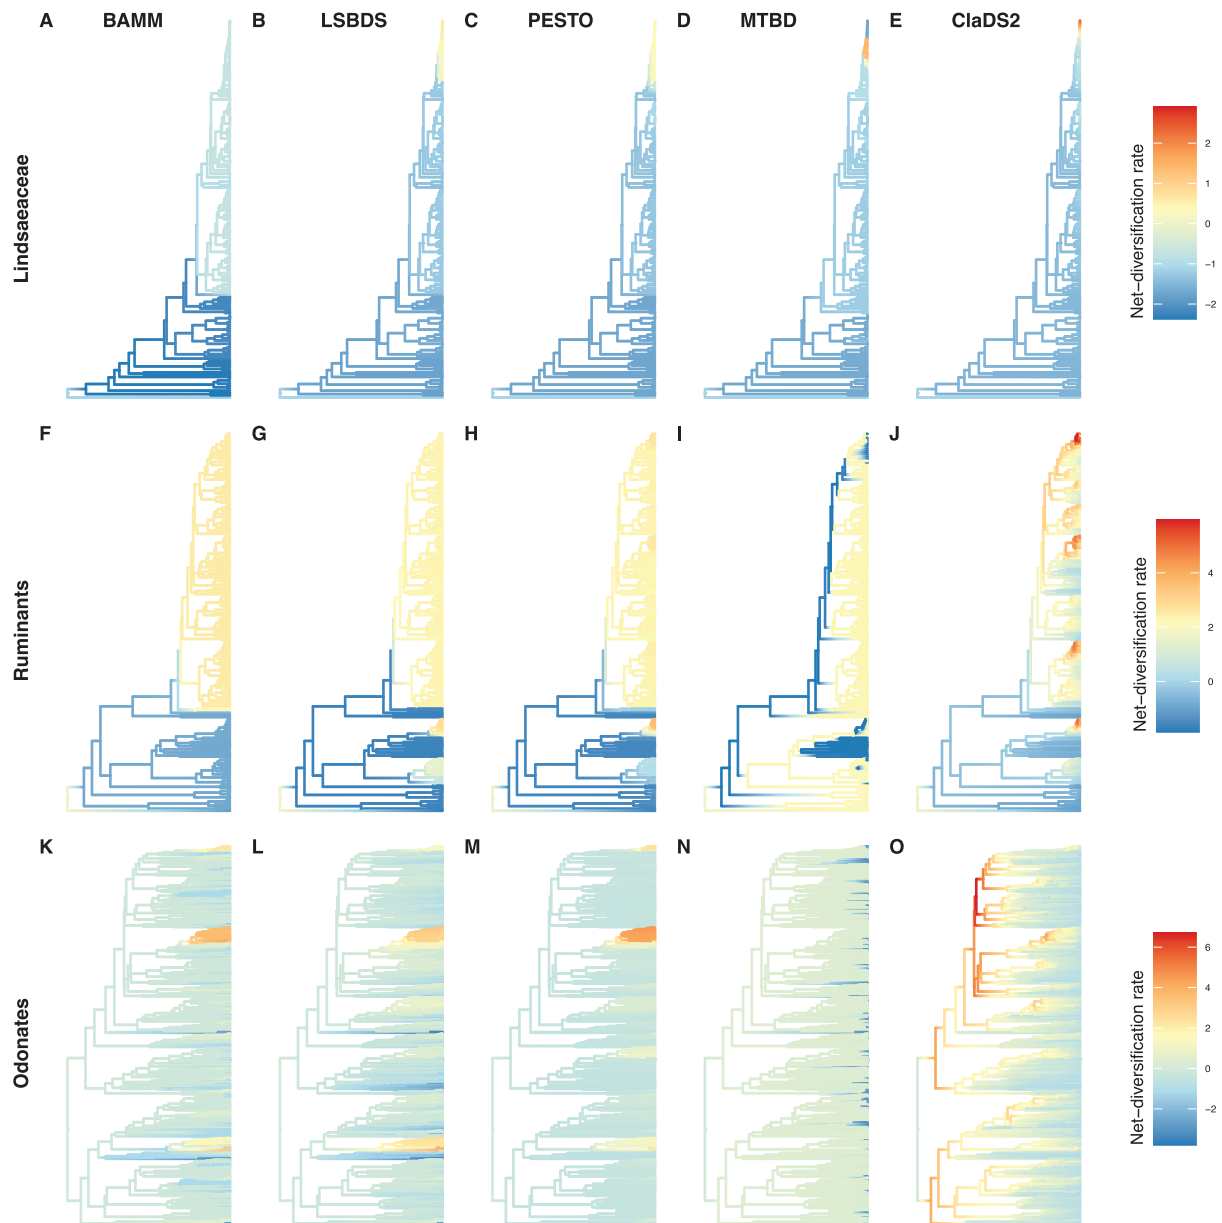 A BAMM B LSBDS C PESTO D MTBD E ClaDS2
Lindsaeaceae
Net−diversification rate
2
1
0
−1
−2
F G H I J
Ruminants
Net−diversification rate
4
2
0
K L M N O
Odonates
Net−diversification rate
6
4
2
0
−2